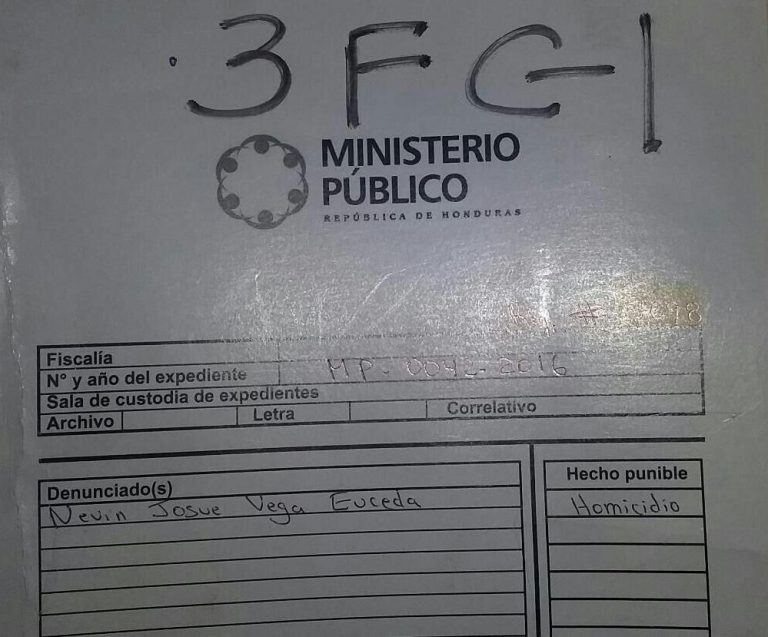 3FG-1
MINISTERIO
PÚBLICO
REPÚBLICA DE HONDURAS
Fiscalía
Nº y año del expediente MP-0042-2016
Sala de custodia de expedientes
Archivo Letra Correlativo
Denunciado(s) Hecho punible
Nevin Josue Vega Euceda Homicidio